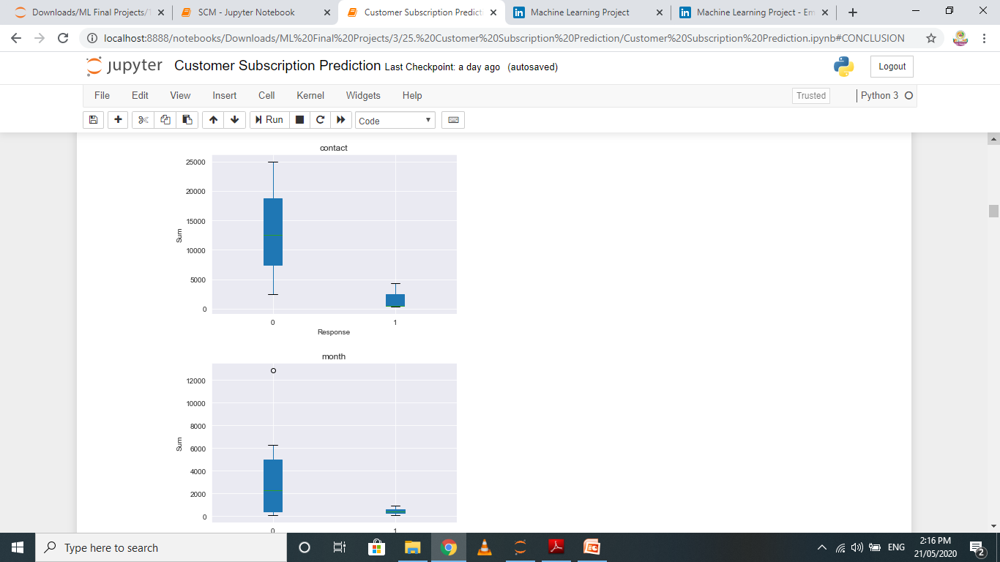 Downloads/ML Final Projects/
SCM - Jupyter Notebook
Customer Subscription Predicti
Machine Learning Project
Machine Learning Project - Em
localhost:8888/notebooks/Downloads/ML%20Final%20Projects/3/25.%20Customer%20Subscription%20Prediction/Customer%20Subscription%20Prediction.ipynb#CONCLUSION
jupyter Customer Subscription Prediction Last Checkpoint: a day ago (autosaved)
Logout
File Edit View Insert Cell Kernel Widgets Help
Trusted
Python 3
Run
Code
contact
25000
20000
15000
10000
5000
0
Sum
0 1
Response
month
12000
10000
8000
6000
4000
2000
0
Sum
0 1
Type here to search
ENG
2:16 PM
21/05/2020
2